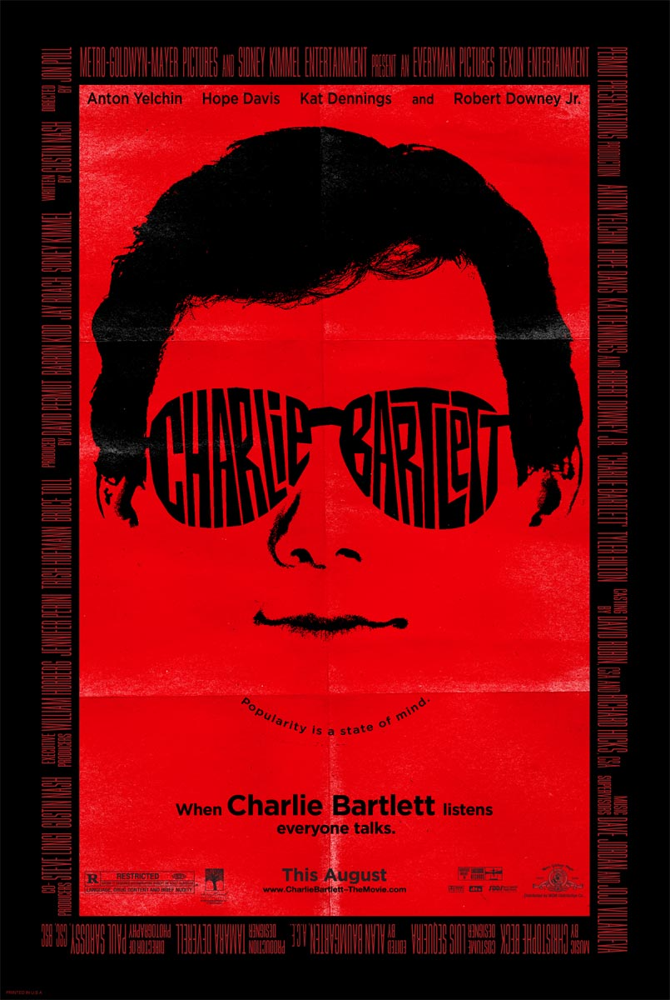 METRO-GOLDWYN-MAYER PICTURES AND SIDNEY KIMMEL ENTERTAINMENT PRESENT AN EVERYMAN PICTURES TEXON ENTERTAINMENT
PERMUT PRESENTATIONS PRODUCTION ANTON YELCHIN HOPE DAVIS KAT DENNINGS AND ROBERT DOWNEY JR. "CHARLIE BARTLETT" TYLER HILTON CASTING BY DAVID RUBIN CSA AND RICHARD HICKS CSA MUSIC SUPERVISORS DAVE JORDAN AND JOJO VILLANUEVA
MUSIC BY CHRISTOPHE BECK COSTUME DESIGNER LUIS SEQUEIRA EDITED BY ALAN BAUMGARTEN, A.C.E. PRODUCTION DESIGNER TAMARA DEVERELL DIRECTOR OF PHOTOGRAPHY PAUL SAROSSY CSC, BSC
CO-PRODUCERS STEVE LONGI GUSTIN NASH EXECUTIVE PRODUCERS WILLIAM HORBERG JENNIFER PERINI TRISH HOFMANN BRUCE TOLL PRODUCED BY DAVID PERMUT BARRON KIDD JAY ROACH SIDNEY KIMMEL WRITTEN BY GUSTIN NASH DIRECTED BY JON POLL
Anton Yelchin Hope Davis Kat Dennings and Robert Downey Jr.
CHARLIE BARTLETT
Popularity is a state of mind.
When Charlie Bartlett listens
everyone talks.
This August
www.CharlieBartlett-TheMovie.com
R RESTRICTED
LANGUAGE, DRUG CONTENT AND BRIEF NUDITY
Distributed by MGM Distribution Co.
PRINTED IN U.S.A.